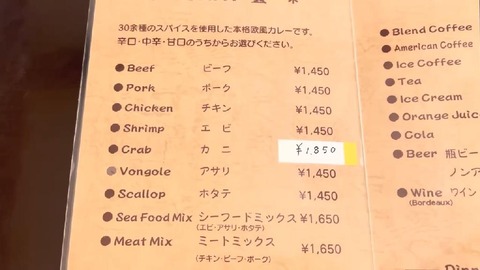 30余種のスパイスを使用した本格欧風カレーです。
辛口・中辛・甘口のうちからお選びください。
●Beef ビーフ ¥1,450
●Pork ポーク ¥1,450
●Chicken チキン ¥1,450
●Shrimp エビ ¥1,450
●Crab カニ ¥1,850
●Vongole アサリ ¥1,450
●Scallop ホタテ ¥1,450
●Sea Food Mix シーフードミックス ¥1,650
(エビ・アサリ・ホタテ)
●Meat Mix ミートミックス ¥1,650
(チキン・ビーフ・ポーク)
●Blend Coffee
●American Coffee
●Ice Coffee
●Tea
●Ice Cream
●Orange Juic
●Cola
●Beer 瓶ビー
ノンア
●Wine ワイン
(Bordeaux)